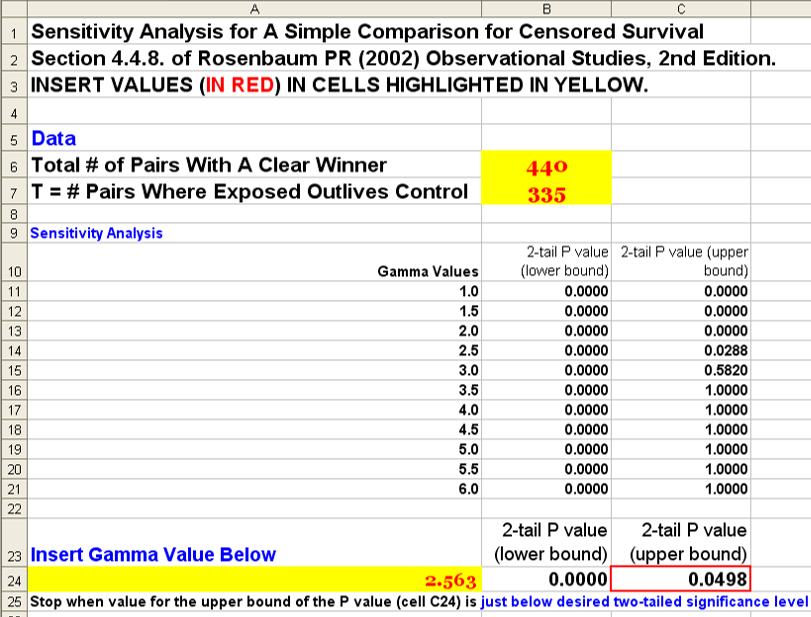 A B C
1 Sensitivity Analysis for A Simple Comparison for Censored Survival
2 Section 4.4.8. of Rosenbaum PR (2002) Observational Studies, 2nd Edition.
3 INSERT VALUES (IN RED) IN CELLS HIGHLIGHTED IN YELLOW.
4
5 Data
6 Total # of Pairs With A Clear Winner 440
7 T = # Pairs Where Exposed Outlives Control 335
8
9 Sensitivity Analysis
2-tail P value 2-tail P value (upper
10 Gamma Values (lower bound) bound)
11 1.0 0.0000 0.0000
12 1.5 0.0000 0.0000
13 2.0 0.0000 0.0000
14 2.5 0.0000 0.0288
15 3.0 0.0000 0.5820
16 3.5 0.0000 1.0000
17 4.0 0.0000 1.0000
18 4.5 0.0000 1.0000
19 5.0 0.0000 1.0000
20 5.5 0.0000 1.0000
21 6.0 0.0000 1.0000
22
2-tail P value 2-tail P value
23 Insert Gamma Value Below (lower bound) (upper bound)
24 2.563 0.0000 0.0498
25 Stop when value for the upper bound of the P value (cell C24) is just below desired two-tailed significance level